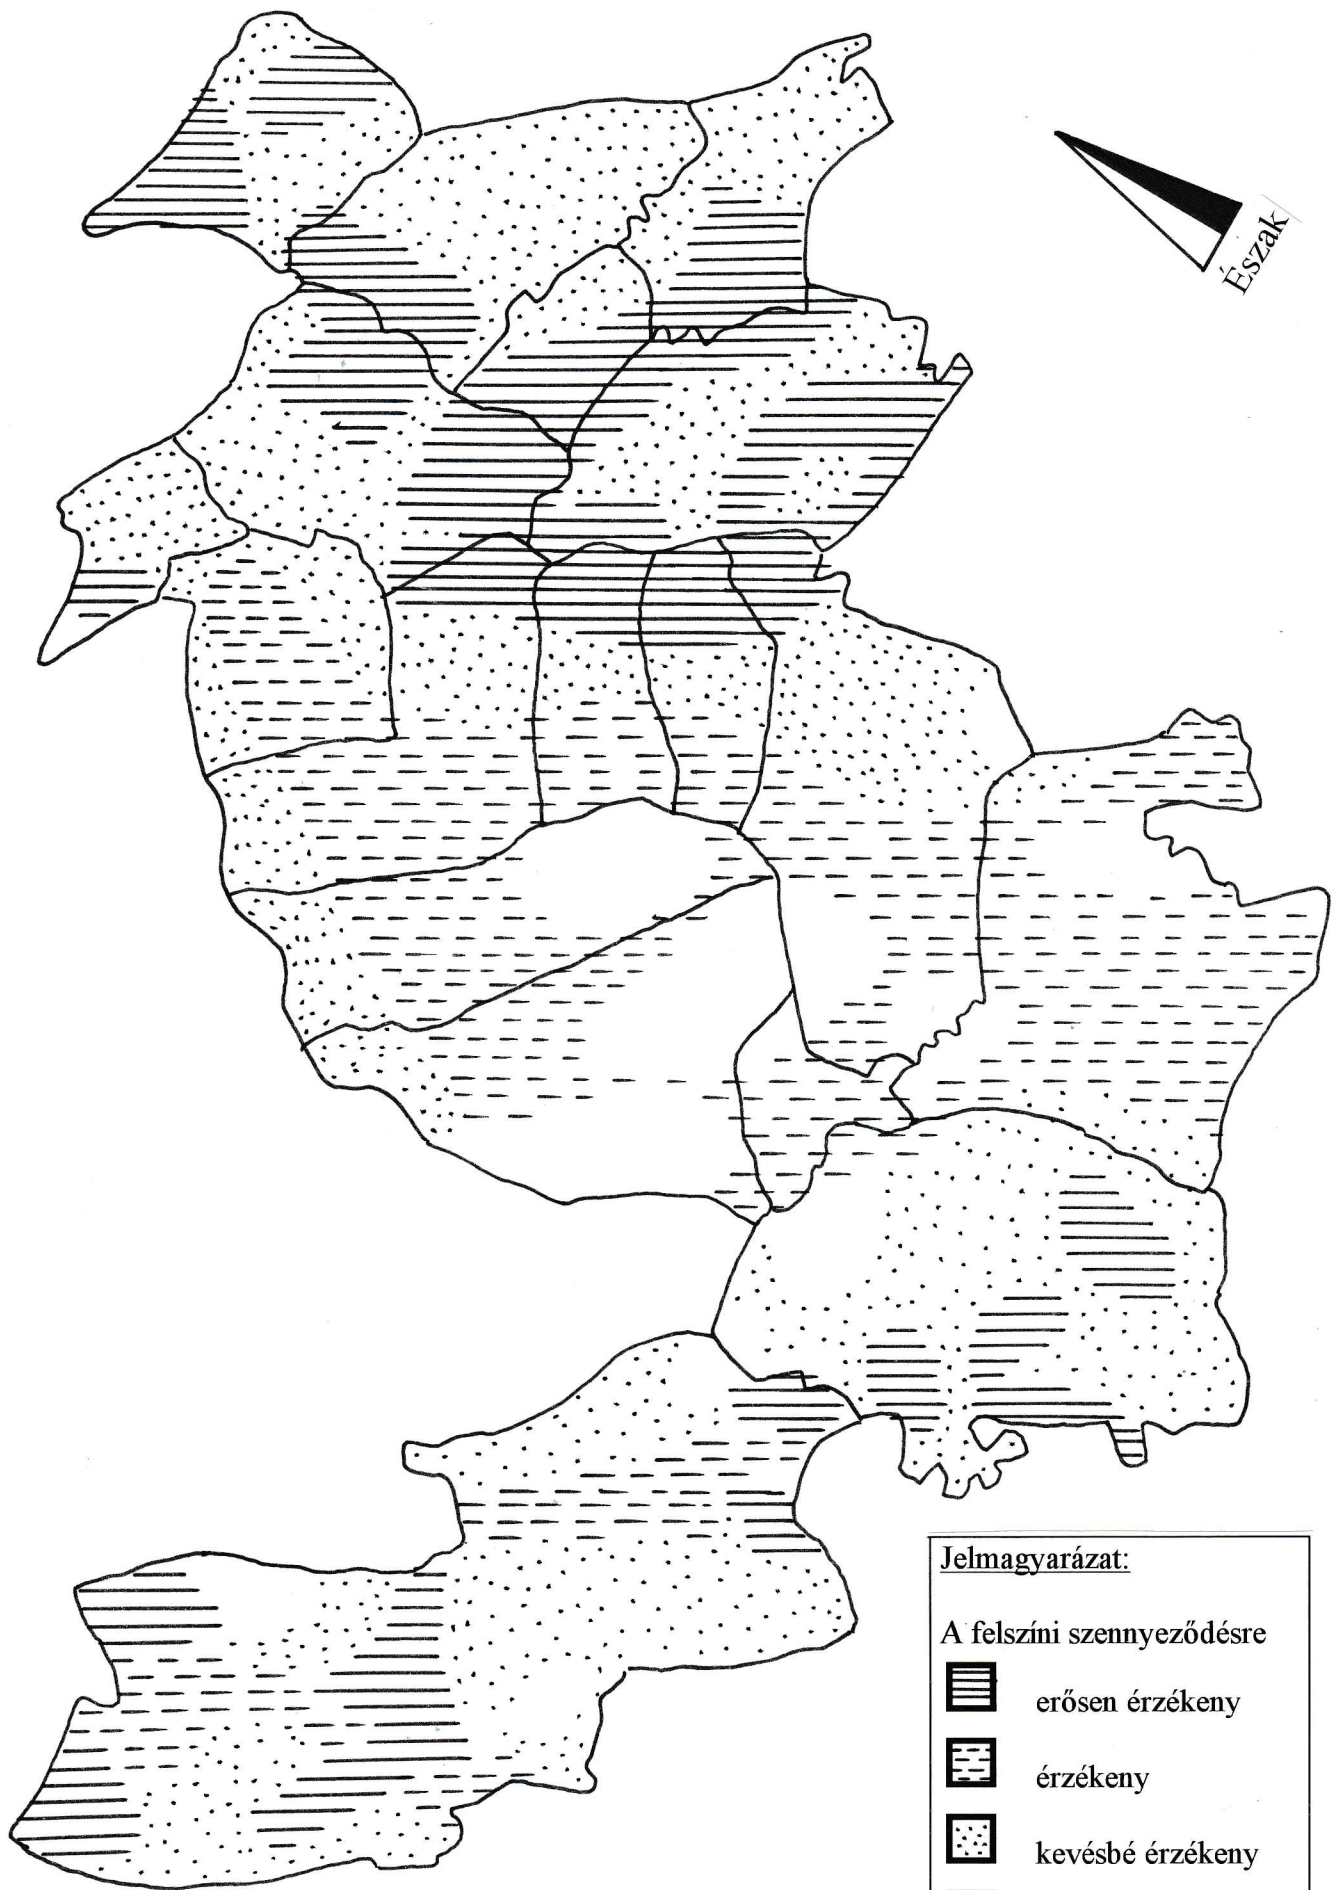 Észak
Jelmagyarázat:
A felszíni szennyeződésre
erősen érzékeny
érzékeny
kevésbé érzékeny